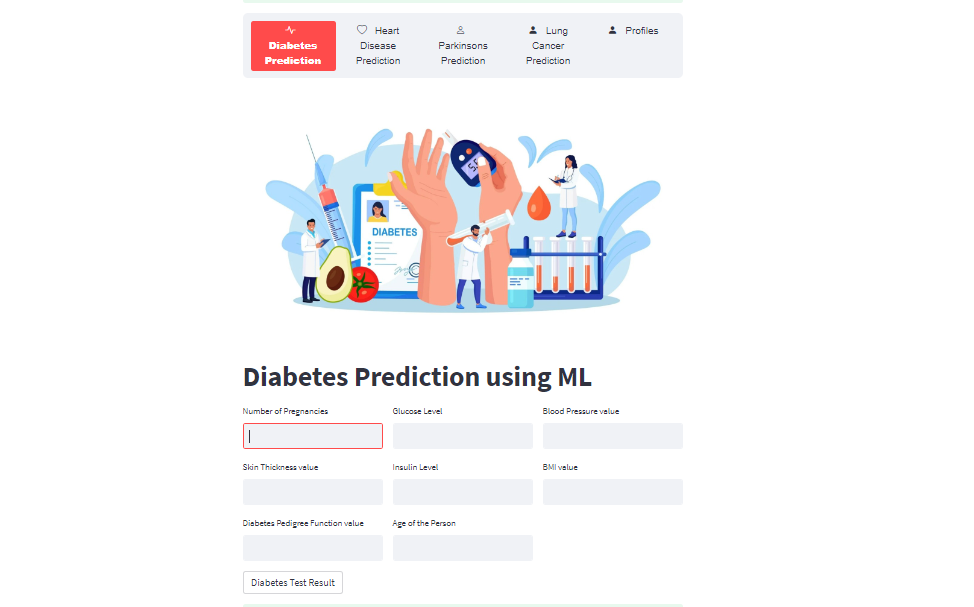 Diabetes
Prediction
Heart
Disease
Prediction
Parkinsons
Prediction
Lung
Cancer
Prediction
Profiles
DIABETES
Diabetes Prediction using ML
Number of Pregnancies
Glucose Level
Blood Pressure value
Skin Thickness value
Insulin Level
BMI value
Diabetes Pedigree Function value
Age of the Person
Diabetes Test Result